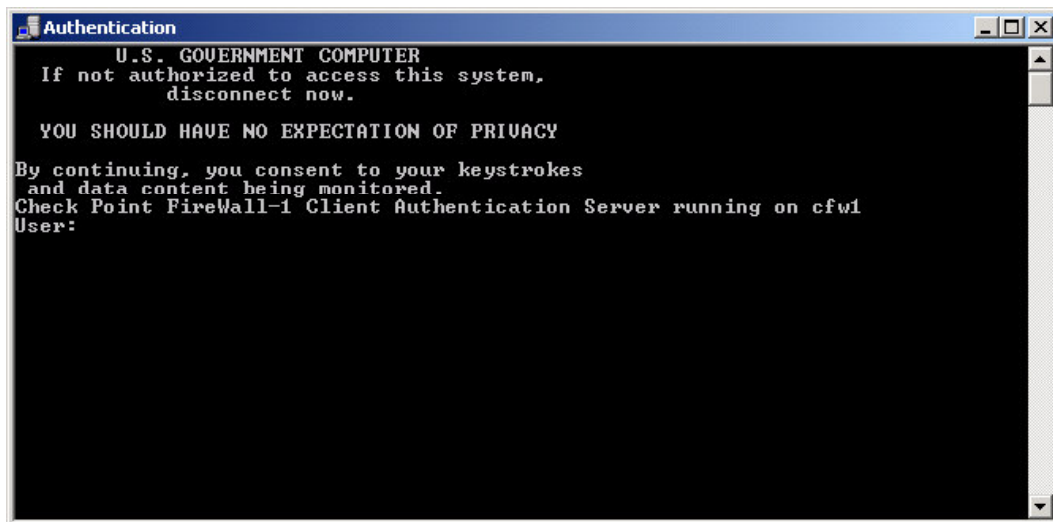 Authentication
U.S. GOVERNMENT COMPUTER
If not authorized to access this system,
disconnect now.
YOU SHOULD HAVE NO EXPECTATION OF PRIVACY
By continuing, you consent to your keystrokes
and data content being monitored.
Check Point FireWall-1 Client Authentication Server running on cfw1
User: